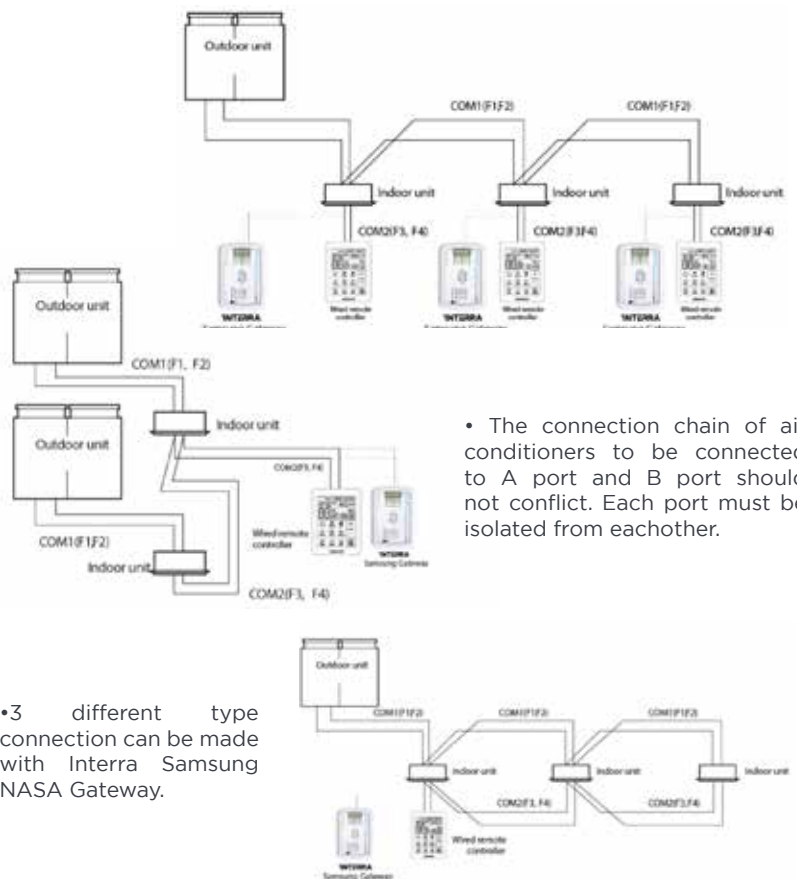 Outdoor unit
COM1(F1,F2)
COM1(F1,F2)
Indoor unit
Indoor unit
Indoor unit
COM2(F3, F4)
COM2(F3,F4)
COM2(F3,F4)
INTERRA
Wired remote
controller
INTERRA
Wired remote
controller
INTERRA
Wired remote
controller
Outdoor unit
COM1(F1, F2)
Indoor unit
Outdoor unit
COM2(F3, F4)
Wired remote
controller
INTERRA
Samsung Gateway
COM1(F1,F2)
Indoor unit
COM2(F3, F4)
• The connection chain of ai
conditioners to be connected
to A port and B port should
not conflict. Each port must be
isolated from eachother.
•3 different type
connection can be made
with Interra Samsung
NASA Gateway.
Outdoor unit
COM1(F1,F2)
COM1(F1,F2)
COM1(F1,F2)
Indoor unit
Indoor unit
Indoor unit
COM2(F3, F4)
COM2(F3,F4)
Wired remote
controller
INTERRA
Samsung Gateway